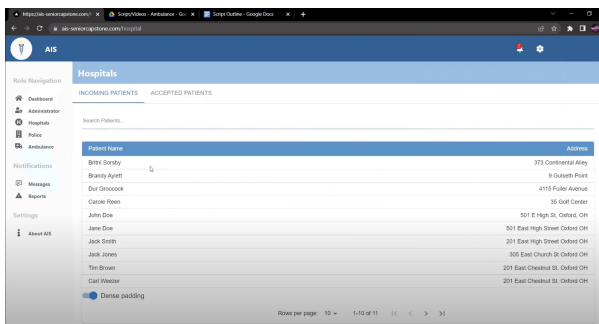 https://ais-seniorcapstone.com/h
Script/Videos - Ambulance - Goo
Script Outline - Google Docs
ais-seniorcapstone.com/hospital
AIS
Role Navigation
Dashboard
Administrator
Hospitals
Police
Ambulance
Notifications
Messages
Reports
Settings
About AIS
Hospitals
INCOMING PATIENTS ACCEPTED PATIENTS
Search Patients...
Patient Name Address
Britni Sorsby 373 Continental Alley
Brandy Aylett 9 Gulseth Point
Dur Groccock 4115 Fuller Avenue
Carole Reen 35 Golf Center
John Doe 501 E High St, Oxford, OH
Jane Doe 501 East High Street Oxford OH
Jack Smith 201 East High Street Oxford OH
Jack Jones 305 East Church St Oxford OH
Tim Brown 201 East Chestnut St. Oxford OH
Carl Weezer 201 East Chestnut St. Oxford OH
Dense padding
Rows per page: 10 1-10 of 11